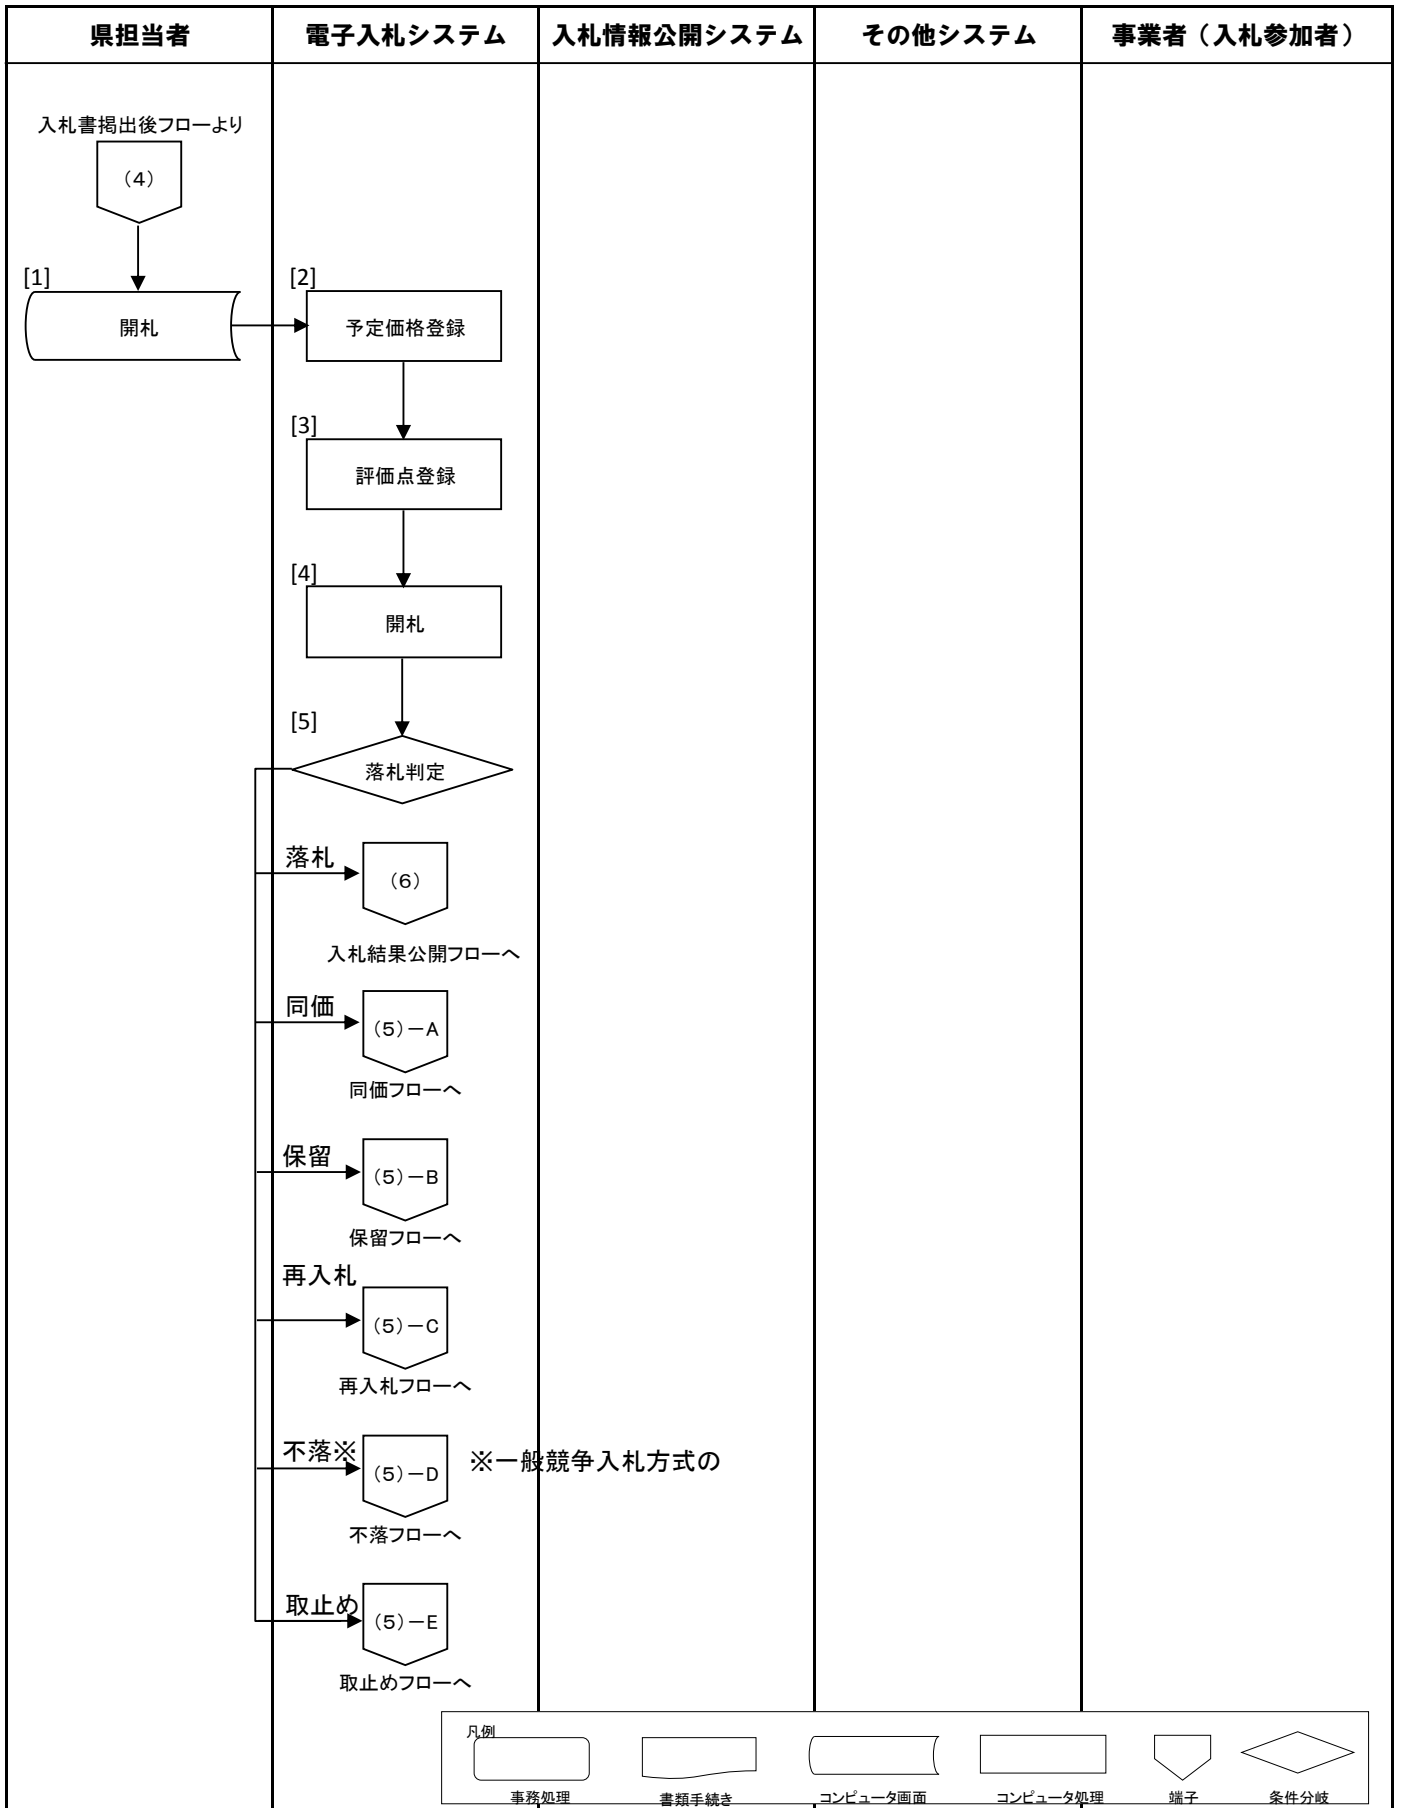 県担当者
電子入札システム
入札情報公開システム
その他システム
事業者（入札参加者）
入札書掲出後フローより
（4）
[1]
開札
[2]
予定価格登録
[3]
評価点登録
[4]
開札
[5]
落札判定
落札
（6）
入札結果公開フローへ
同価
（5）－A
同価フローへ
保留
（5）－B
保留フローへ
再入札
（5）－C
再入札フローへ
不落※
（5）－D
※一般競争入札方式の
不落フローへ
取止め
（5）－E
取止めフローへ
凡例
事務処理
書類手続き
コンピュータ画面
コンピュータ処理
端子
条件分岐